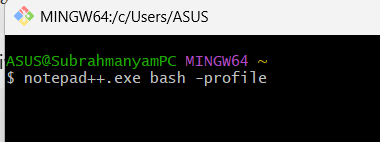 MINGW64:/c/Users/ASUS
ASUS@SubrahmanyamPC MINGW64 ~
$ notepad++.exe bash -profile